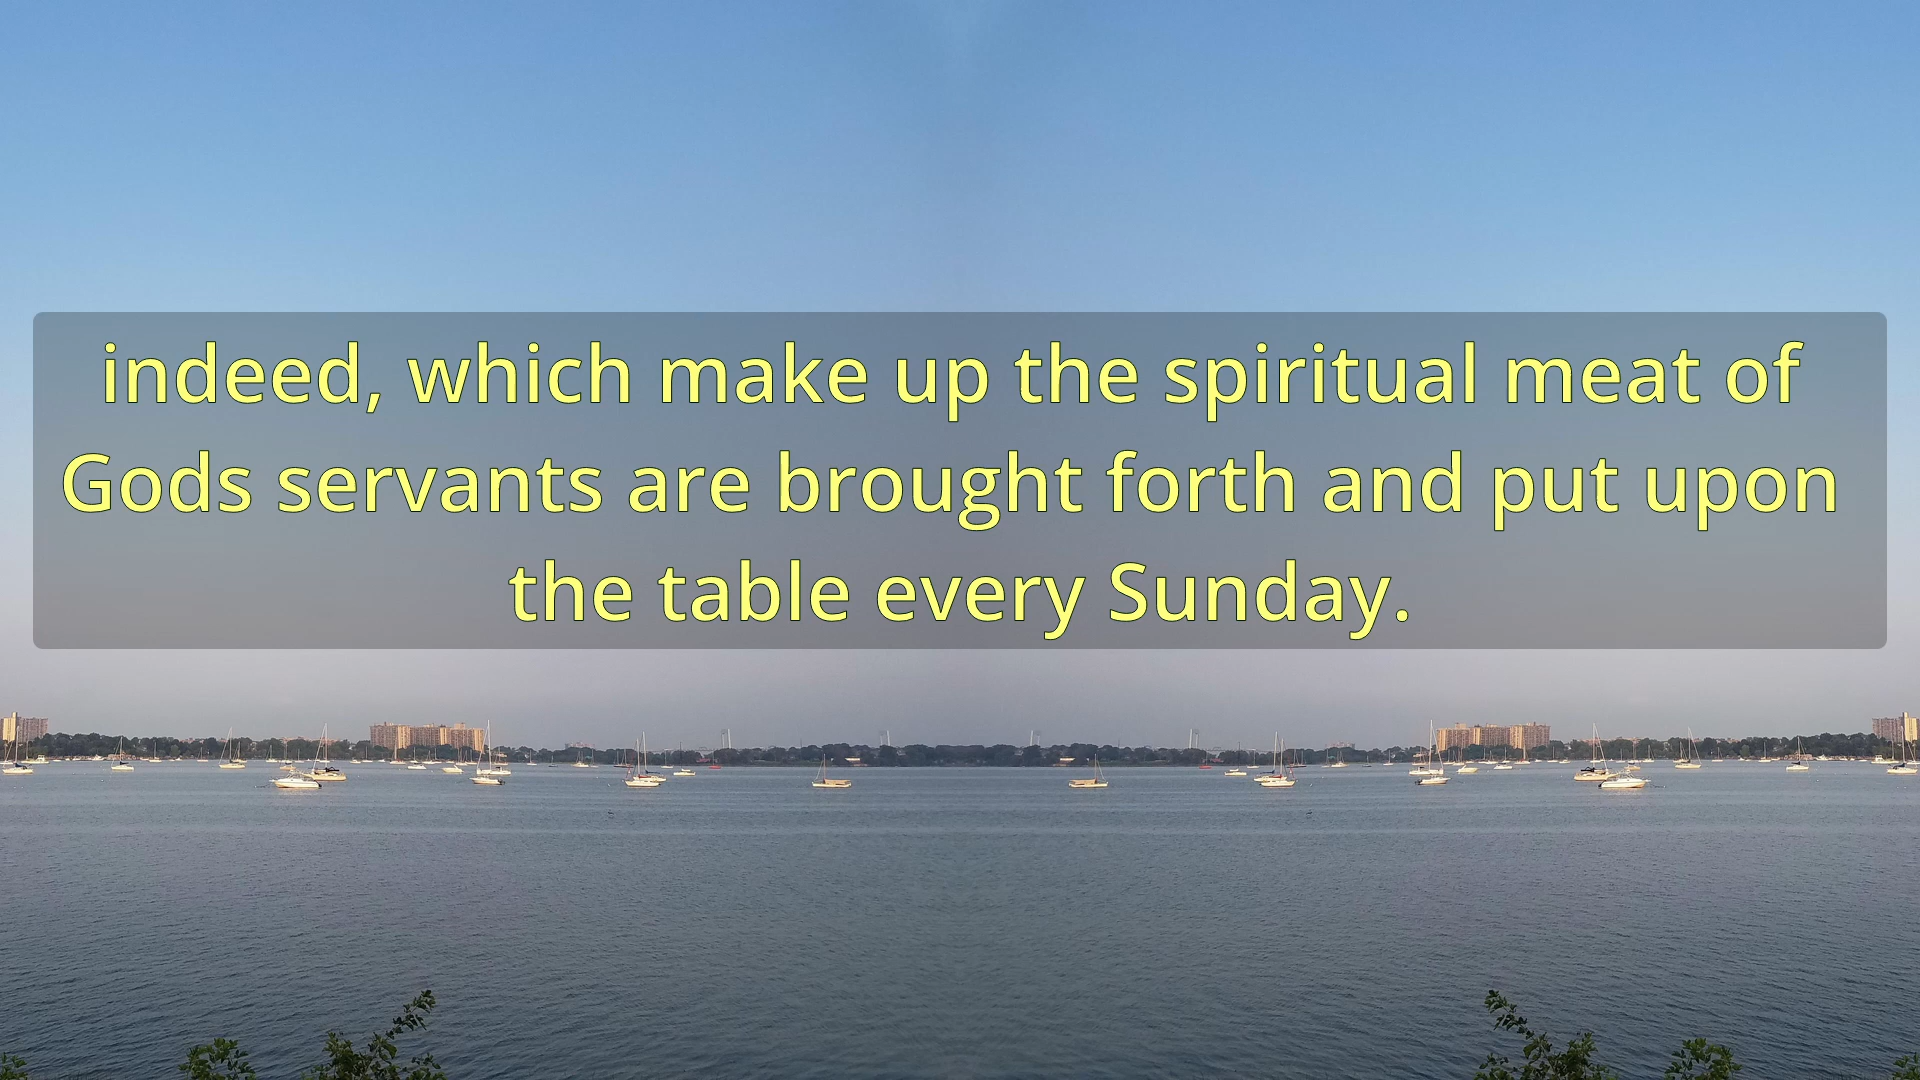 indeed, which make up the spiritual meat of
Gods servants are brought forth and put upon
the table every Sunday.